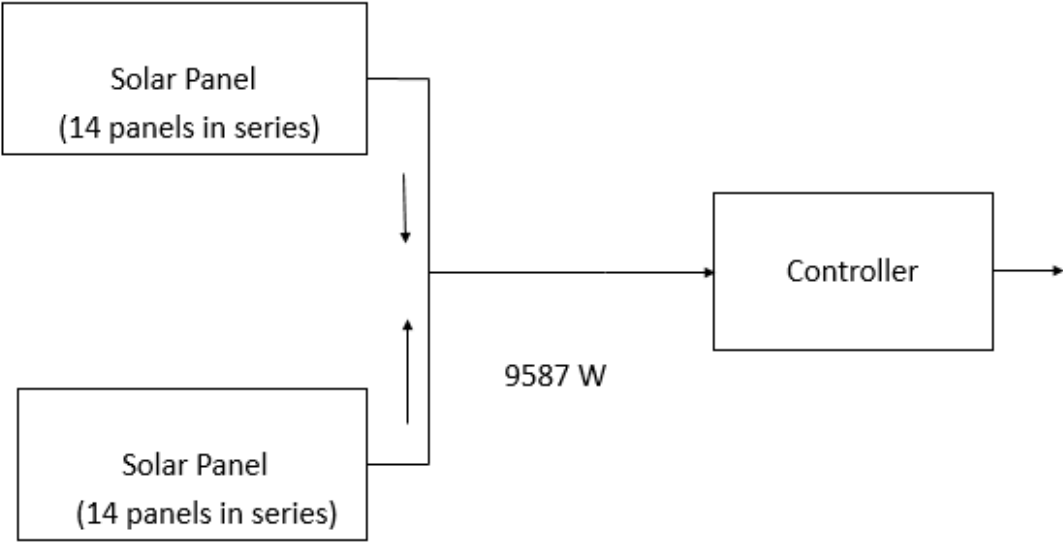 Solar Panel
(14 panels in series)
Controller
9587 W
Solar Panel
(14 panels in series)